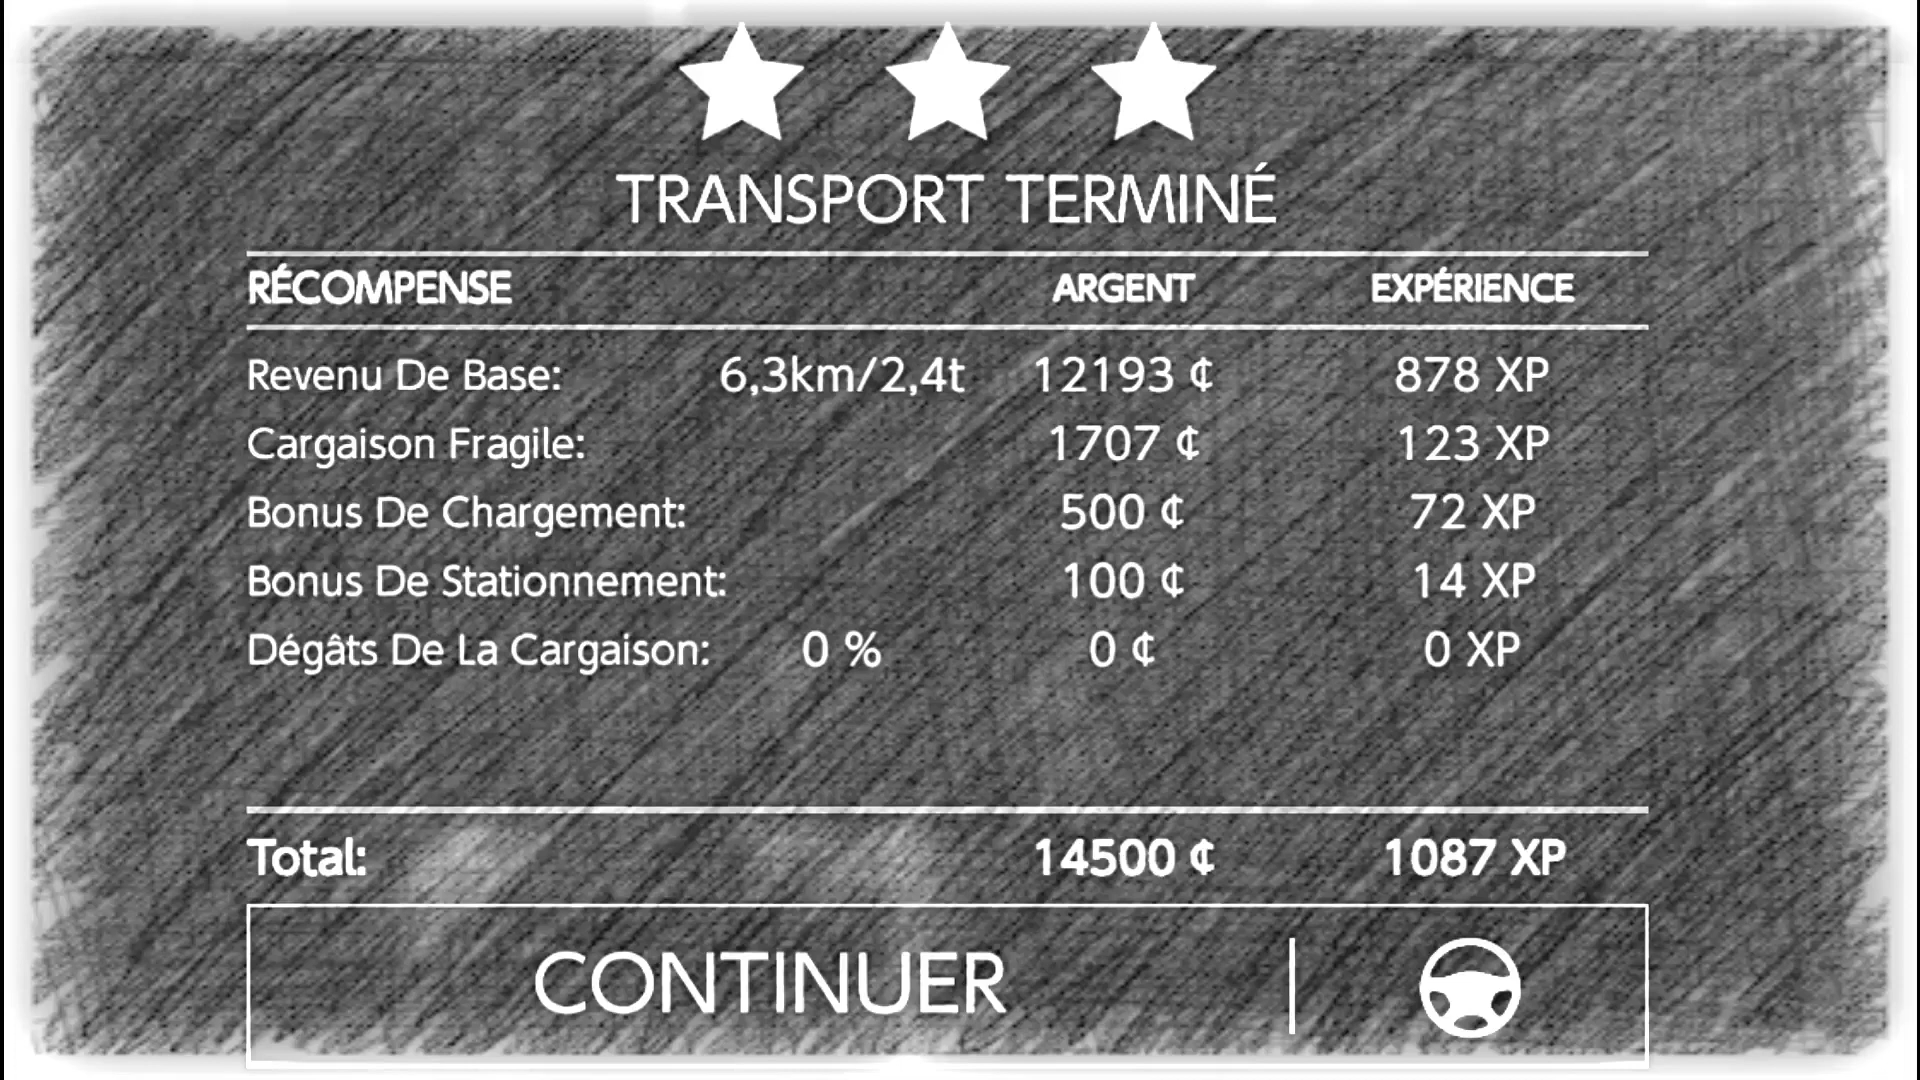 TRANSPORT TERMINÉ
RÉCOMPENSE ARGENT EXPÉRIENCE
Revenu De Base: 6,3km/2,4t 12193 ¢ 878 XP
Cargaison Fragile: 1707 ¢ 123 XP
Bonus De Chargement: 500 ¢ 72 XP
Bonus De Stationnement: 100 ¢ 14 XP
Dégâts De La Cargaison: 0 % 0 ¢ 0 XP
Total: 14500 ¢ 1087 XP
CONTINUER